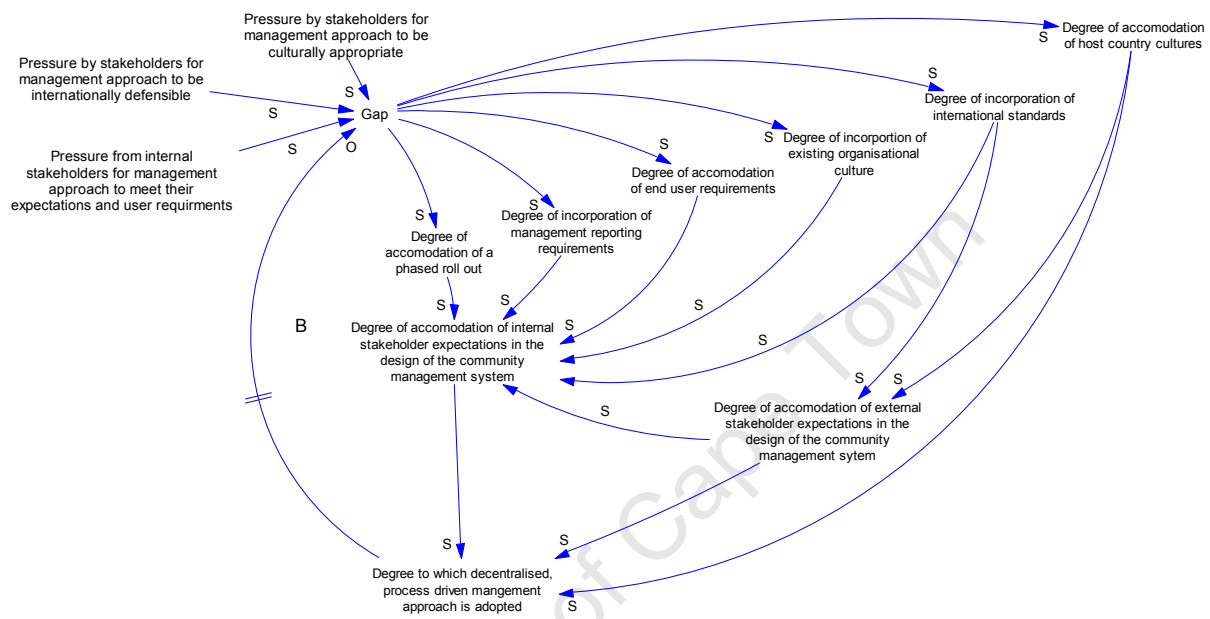 Pressure by stakeholders for
management approach to be
culturally appropriate
Pressure by stakeholders for
management approach to be
internationally defensible
Pressure from internal
stakeholders for management
approach to meet their
expectations and user requirments
S
S
S
O
Gap
S
Degree of accomodation
of host country cultures
S
Degree of incorporation of
international standards
S
Degree of incorportion of
existing organisational
culture
S
Degree of accomodation
of end user requirements
S
Degree of incorporation of
management reporting
requirements
S
Degree of
accomodation of a
phased roll out
S
S
S
S
S
Degree of accomodation of internal
stakeholder expectations in the
design of the community
management system
B
S
S
S
Degree of accomodation of external
stakeholder expectations in the
design of the community
management sytem
S
S
S
Degree to which decentralised,
process driven mangement
approach is adopted
of Cape Town